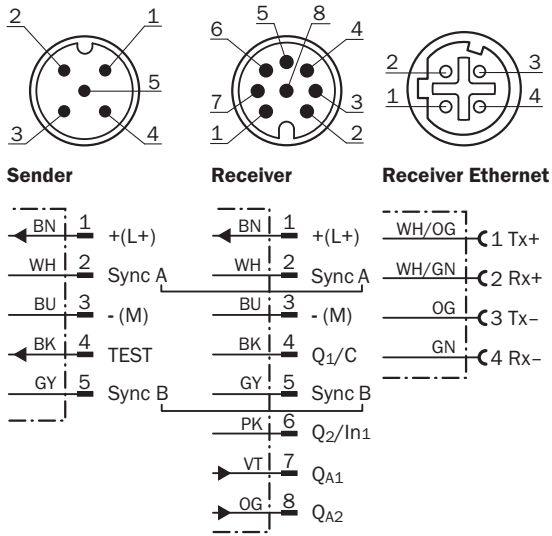 2 1
5
3 4
5 8
6 4
7 3
1 2
2 3
1 4
Sender
BN 1 +(L+)
WH 2 Sync A
BU 3 - (M)
BK 4 TEST
GY 5 Sync B
Receiver
BN 1 +(L+)
WH 2 Sync A
BU 3 - (M)
BK 4 Q1/C
GY 5 Sync B
PK 6 Q2/In1
VT 7 QA1
OG 8 QA2
Receiver Ethernet
WH/OG 1 Tx+
WH/GN 2 Rx+
OG 3 Tx–
GN 4 Rx–